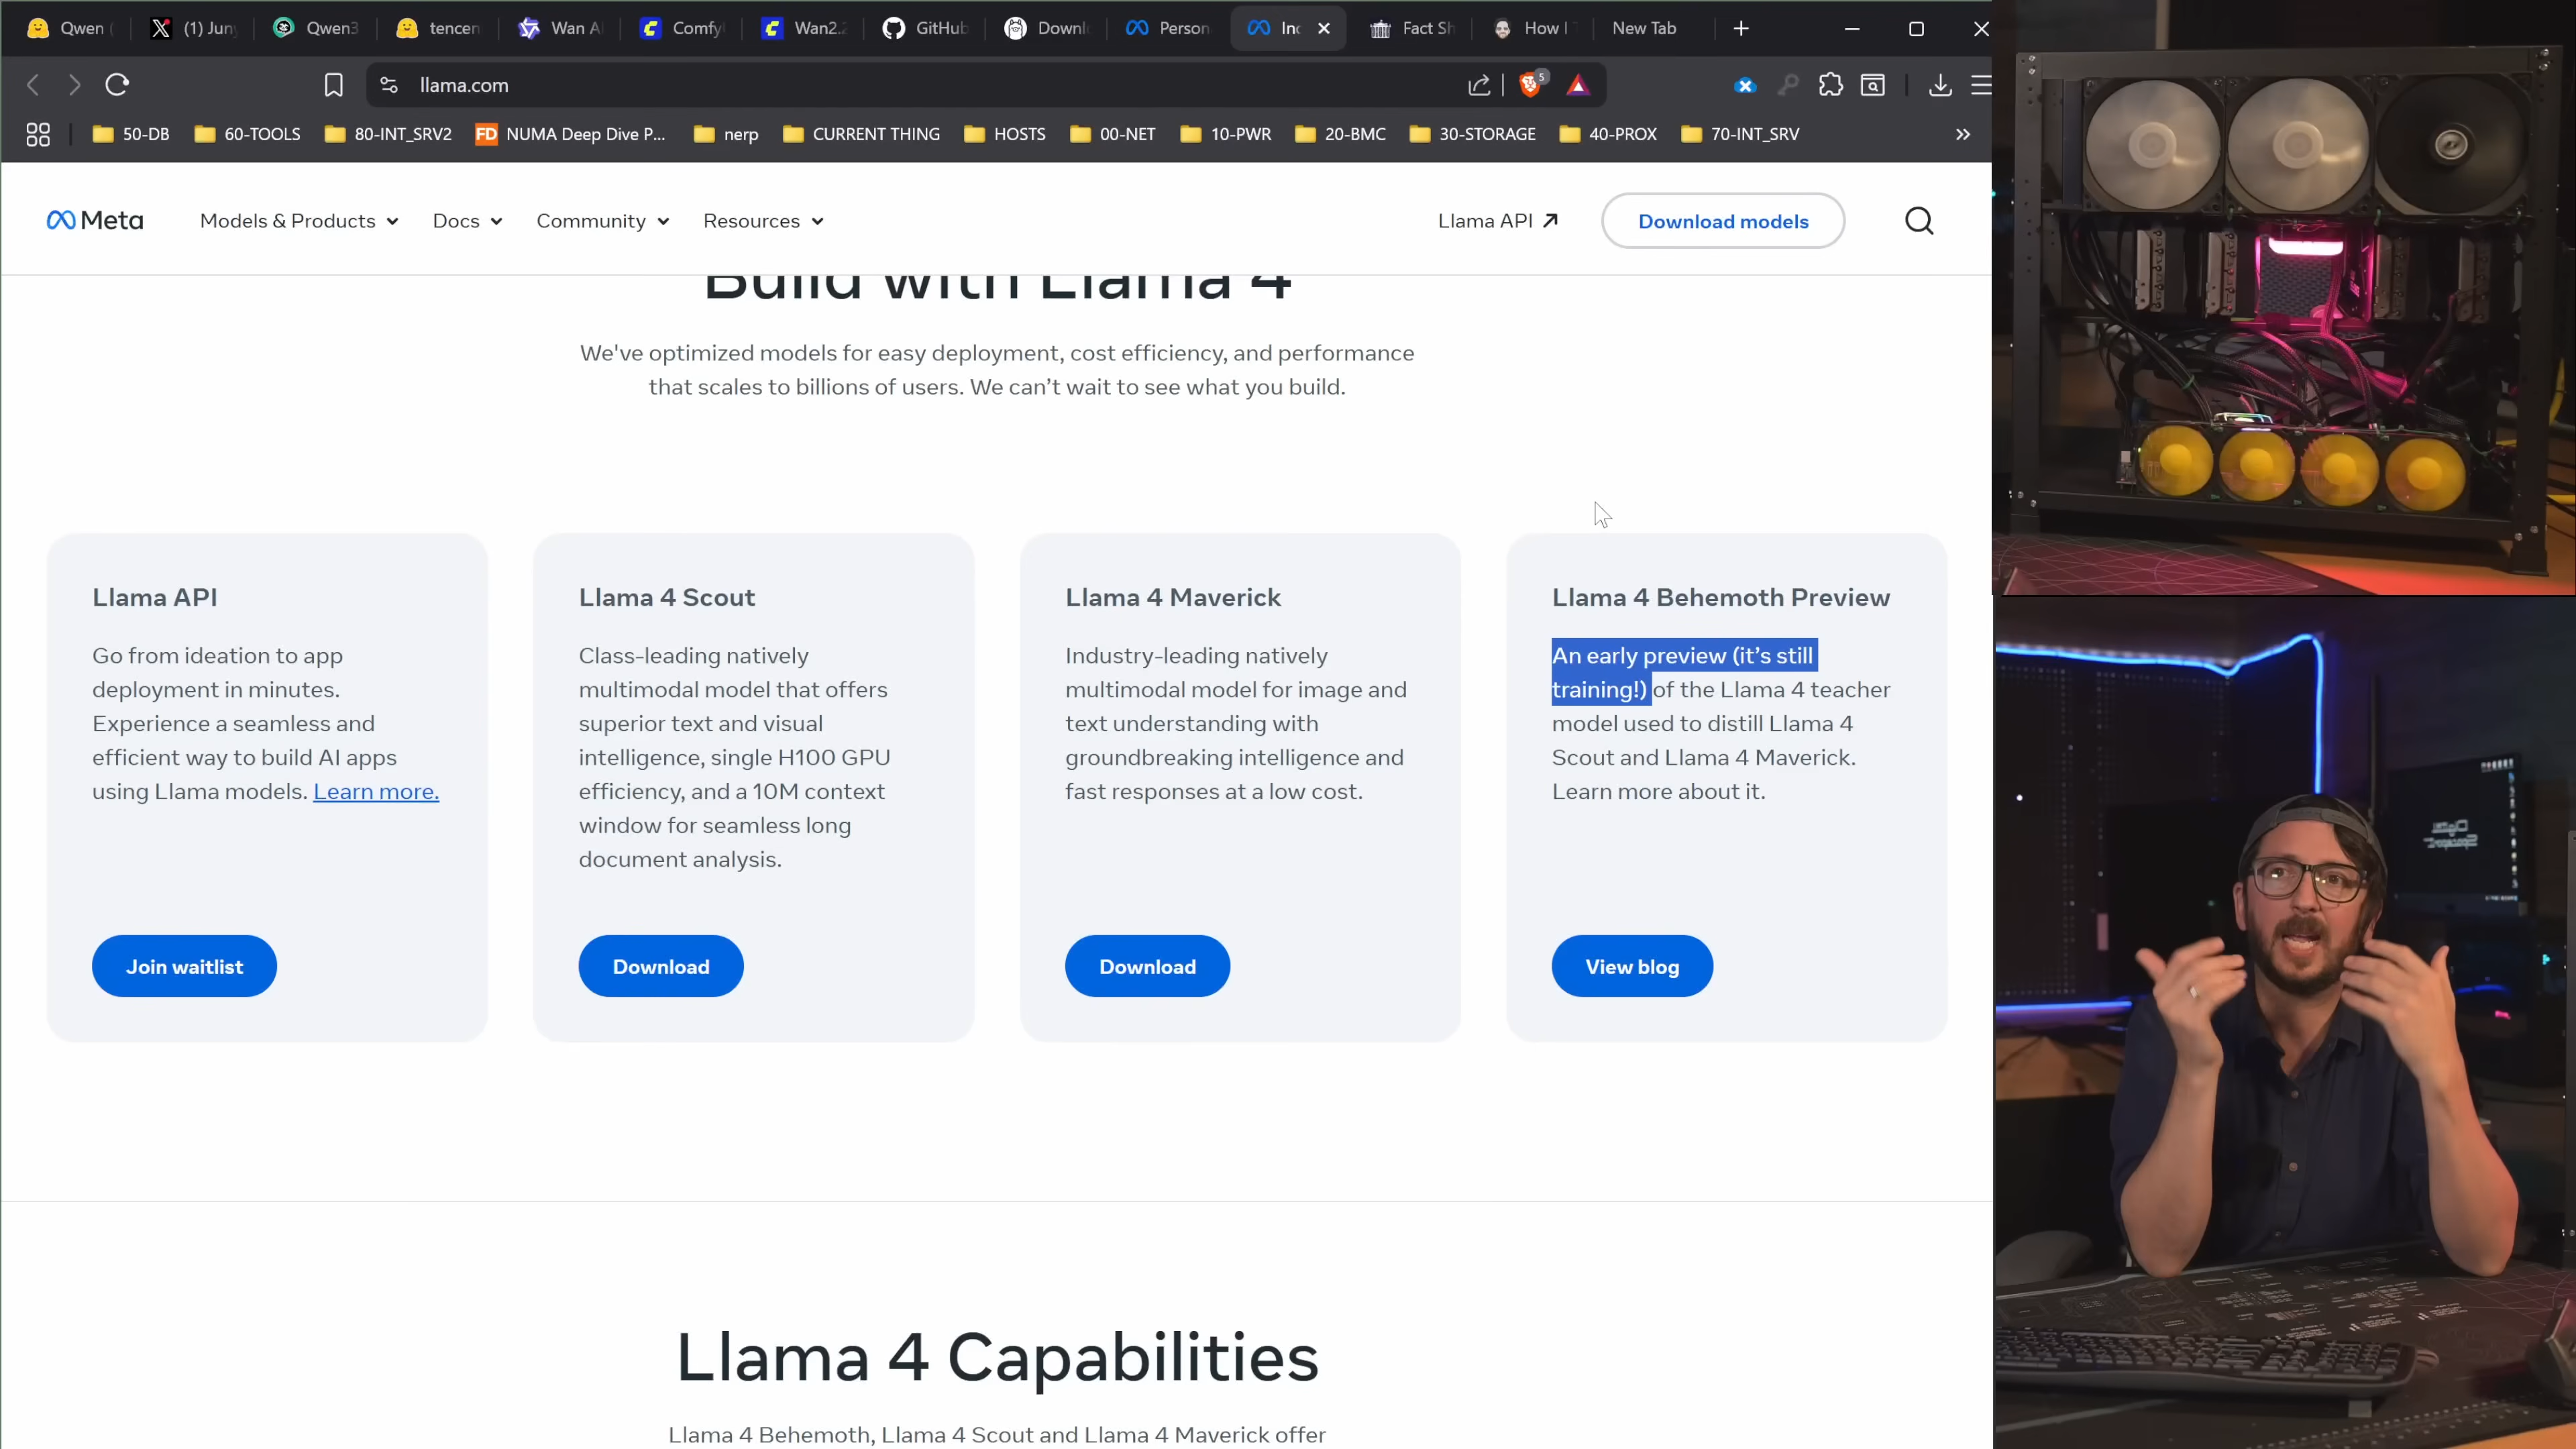 Qwen (
(1) Jun
Qwen3
tencen
Wan A
Comfy
Wan2.2
GitHub
Downl
Person
In
Fact Sh
How I
New Tab
llama.com
5
50-DB
60-TOOLS
80-INT_SRV2
FD NUMA Deep Dive P...
nerp
CURRENT THING
HOSTS
00-NET
10-PWR
20-BMC
30-STORAGE
40-PROX
70-INT_SRV
Meta
Models & Products
Docs
Community
Resources
Llama API
Download models
Build with Llama 4
We've optimized models for easy deployment, cost efficiency, and performance
that scales to billions of users. We can’t wait to see what you build.
Llama API
Go from ideation to app
deployment in minutes.
Experience a seamless and
efficient way to build AI apps
using Llama models. Learn more.
Join waitlist
Llama 4 Scout
Class-leading natively
multimodal model that offers
superior text and visual
intelligence, single H100 GPU
efficiency, and a 10M context
window for seamless long
document analysis.
Download
Llama 4 Maverick
Industry-leading natively
multimodal model for image and
text understanding with
groundbreaking intelligence and
fast responses at a low cost.
Download
Llama 4 Behemoth Preview
An early preview (it’s still
training!) of the Llama 4 teacher
model used to distill Llama 4
Scout and Llama 4 Maverick.
Learn more about it.
View blog
Llama 4 Capabilities
Llama 4 Behemoth, Llama 4 Scout and Llama 4 Maverick offer